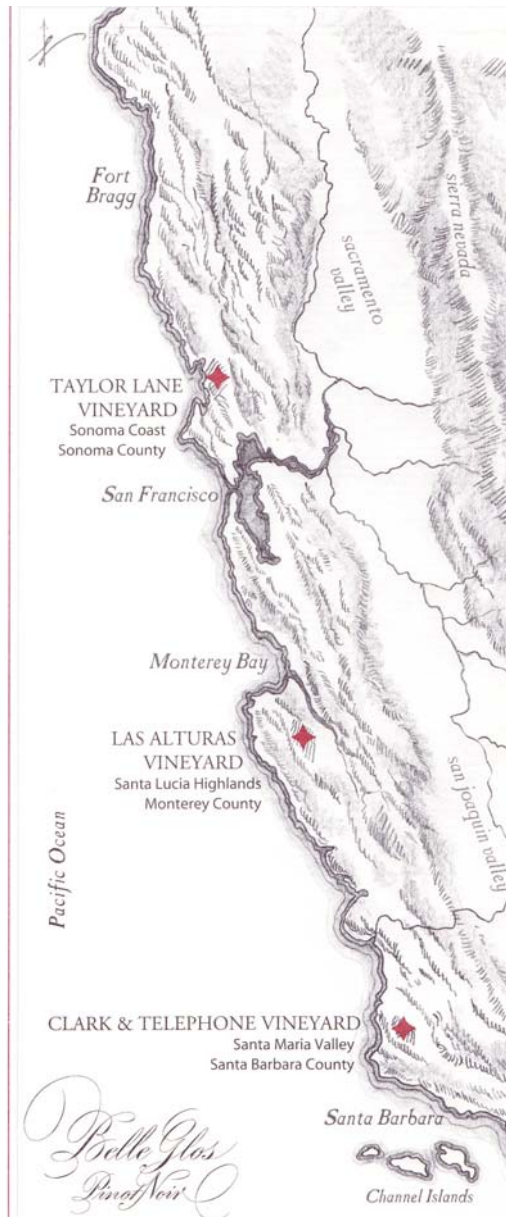 Fort
Bragg
sierra nevada
sacramento
valley
TAYLOR LANE
VINEYARD
Sonoma Coast
Sonoma County
San Francisco
Monterey Bay
LAS ALTURAS
VINEYARD
Santa Lucia Highlands
Monterey County
san joaquin valley
Pacific Ocean
CLARK & TELEPHONE VINEYARD
Santa Maria Valley
Santa Barbara County
Santa Barbara
Belle Glos
Pinot Noir
Channel Islands